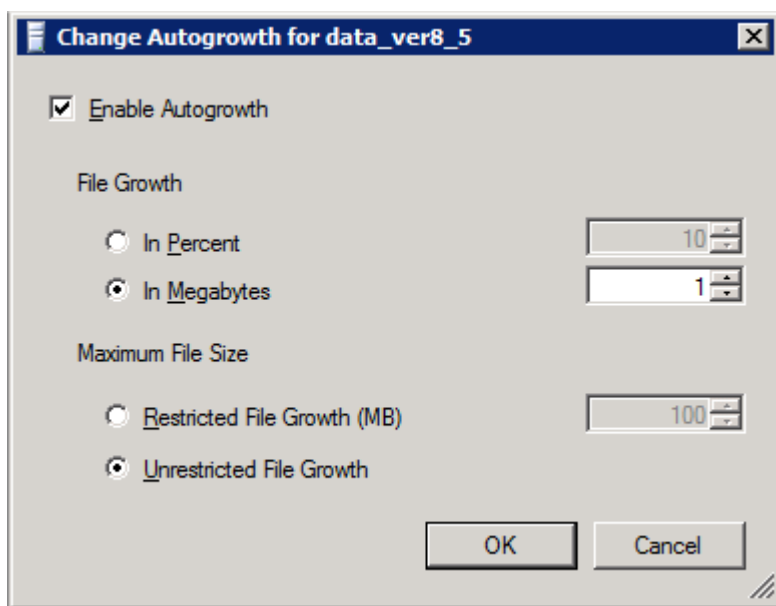 Change Autogrowth for data_ver8_5
Enable Autogrowth
File Growth
In Percent 10
In Megabytes 1
Maximum File Size
Restricted File Growth (MB) 100
Unrestricted File Growth
OK Cancel